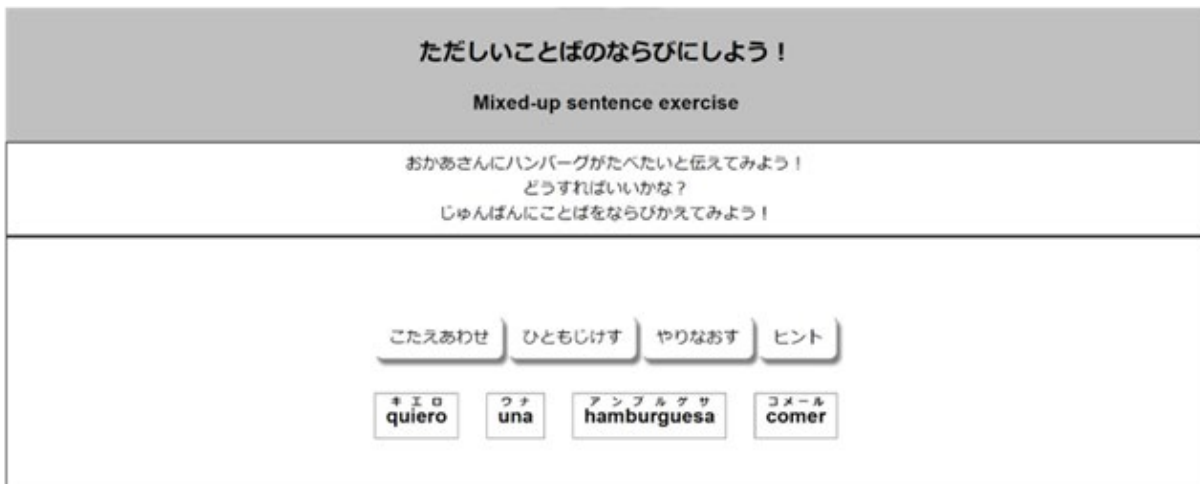 ただしいことばのならびにしよう！
Mixed-up sentence exercise
おかあさんにハンバーグがたべたいと伝えてみよう！
どうすればいいかな？
じゅんばんにことばをならびかえてみよう！
こたえあわせ ひともじけす やりなおす ヒント
キエロ ウナ アンブルゲサ コメール
quiero una hamburguesa comer